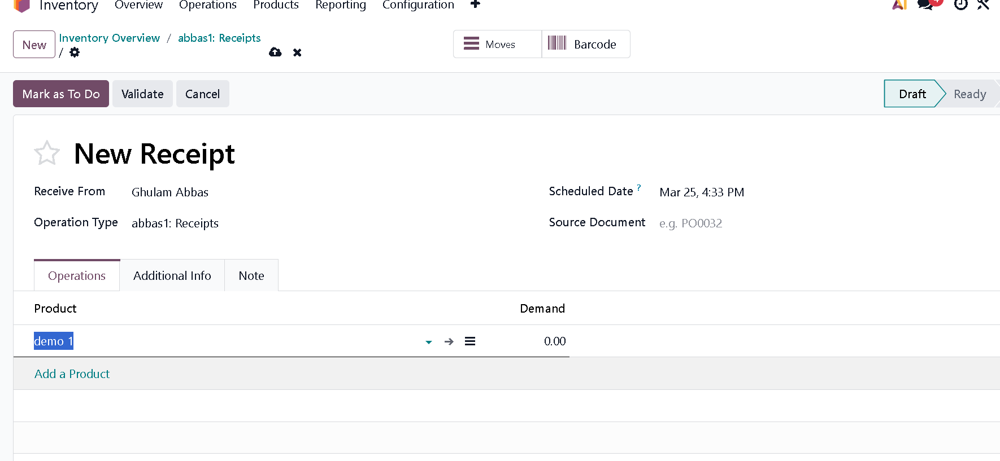 Inventory Overview Operations Products Reporting Configuration
4
New Inventory Overview / abbas1: Receipts
/
Moves Barcode
Mark as To Do Validate Cancel
Draft Ready
New Receipt
Receive From Ghulam Abbas
Scheduled Date ? Mar 25, 4:33 PM
Operation Type abbas1: Receipts
Source Document e.g. PO0032
Operations Additional Info Note
Product Demand
demo 1 0.00
Add a Product